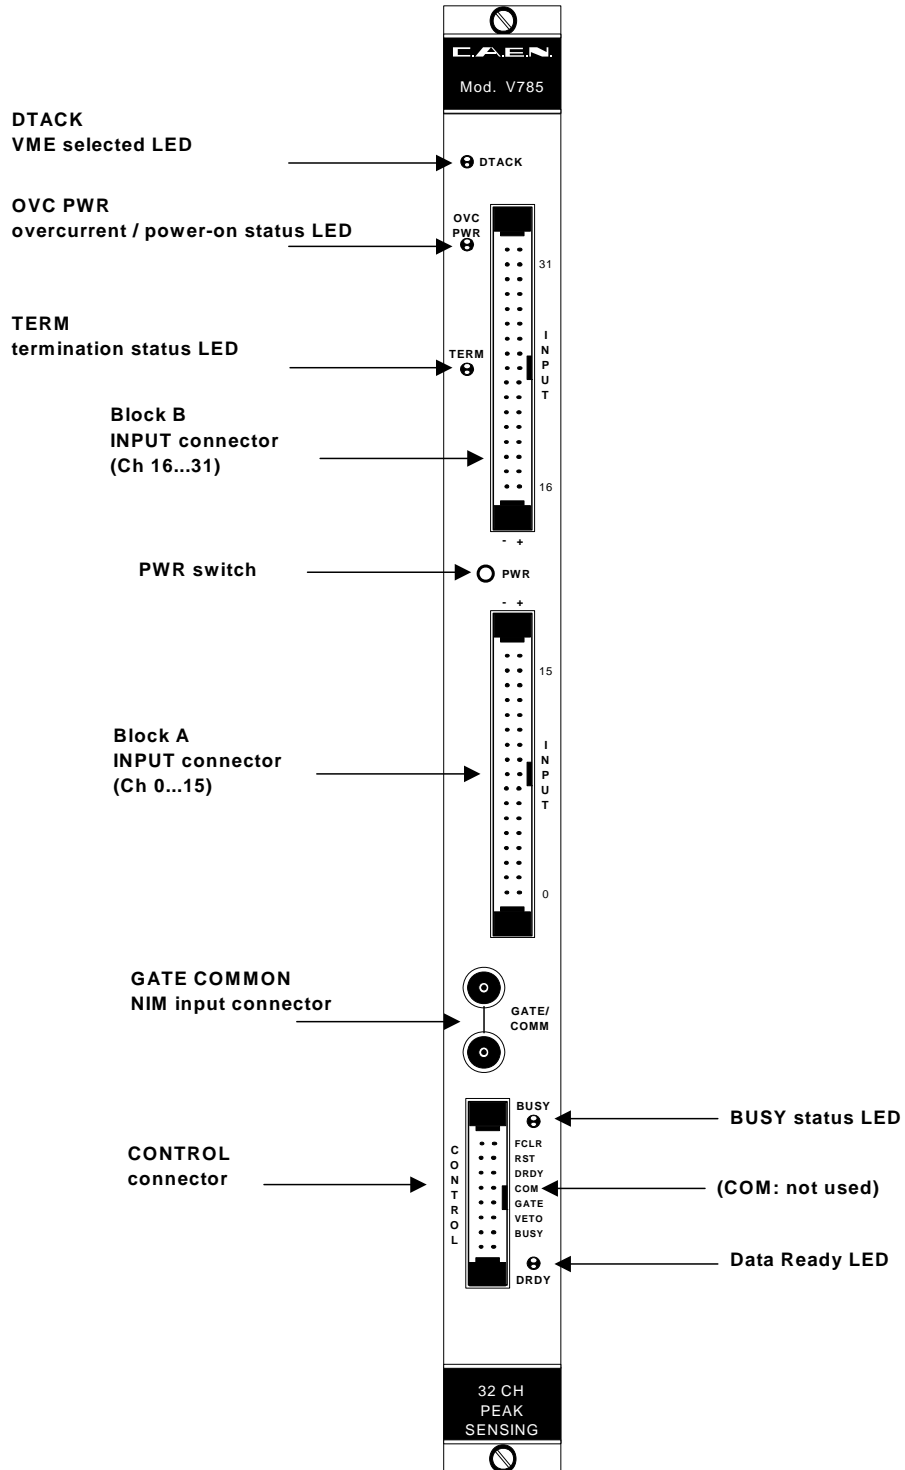 C.A.E.N.
Mod. V785
DTACK
VME selected LED
DTACK
OVC PWR
overcurrent / power-on status LED
OVC
PWR
31
TERM
termination status LED
TERM
INPUT
Block B
INPUT connector
(Ch 16...31)
16
- +
PWR switch
PWR
- +
15
Block A
INPUT connector
(Ch 0...15)
INPUT
0
GATE COMMON
NIM input connector
GATE/
COMM
BUSY
BUSY status LED
CONTROL
connector
CONTROL
FCLR
RST
DRDY
COM
GATE
VETO
BUSY
(COM: not used)
Data Ready LED
DRDY
32 CH
PEAK
SENSING